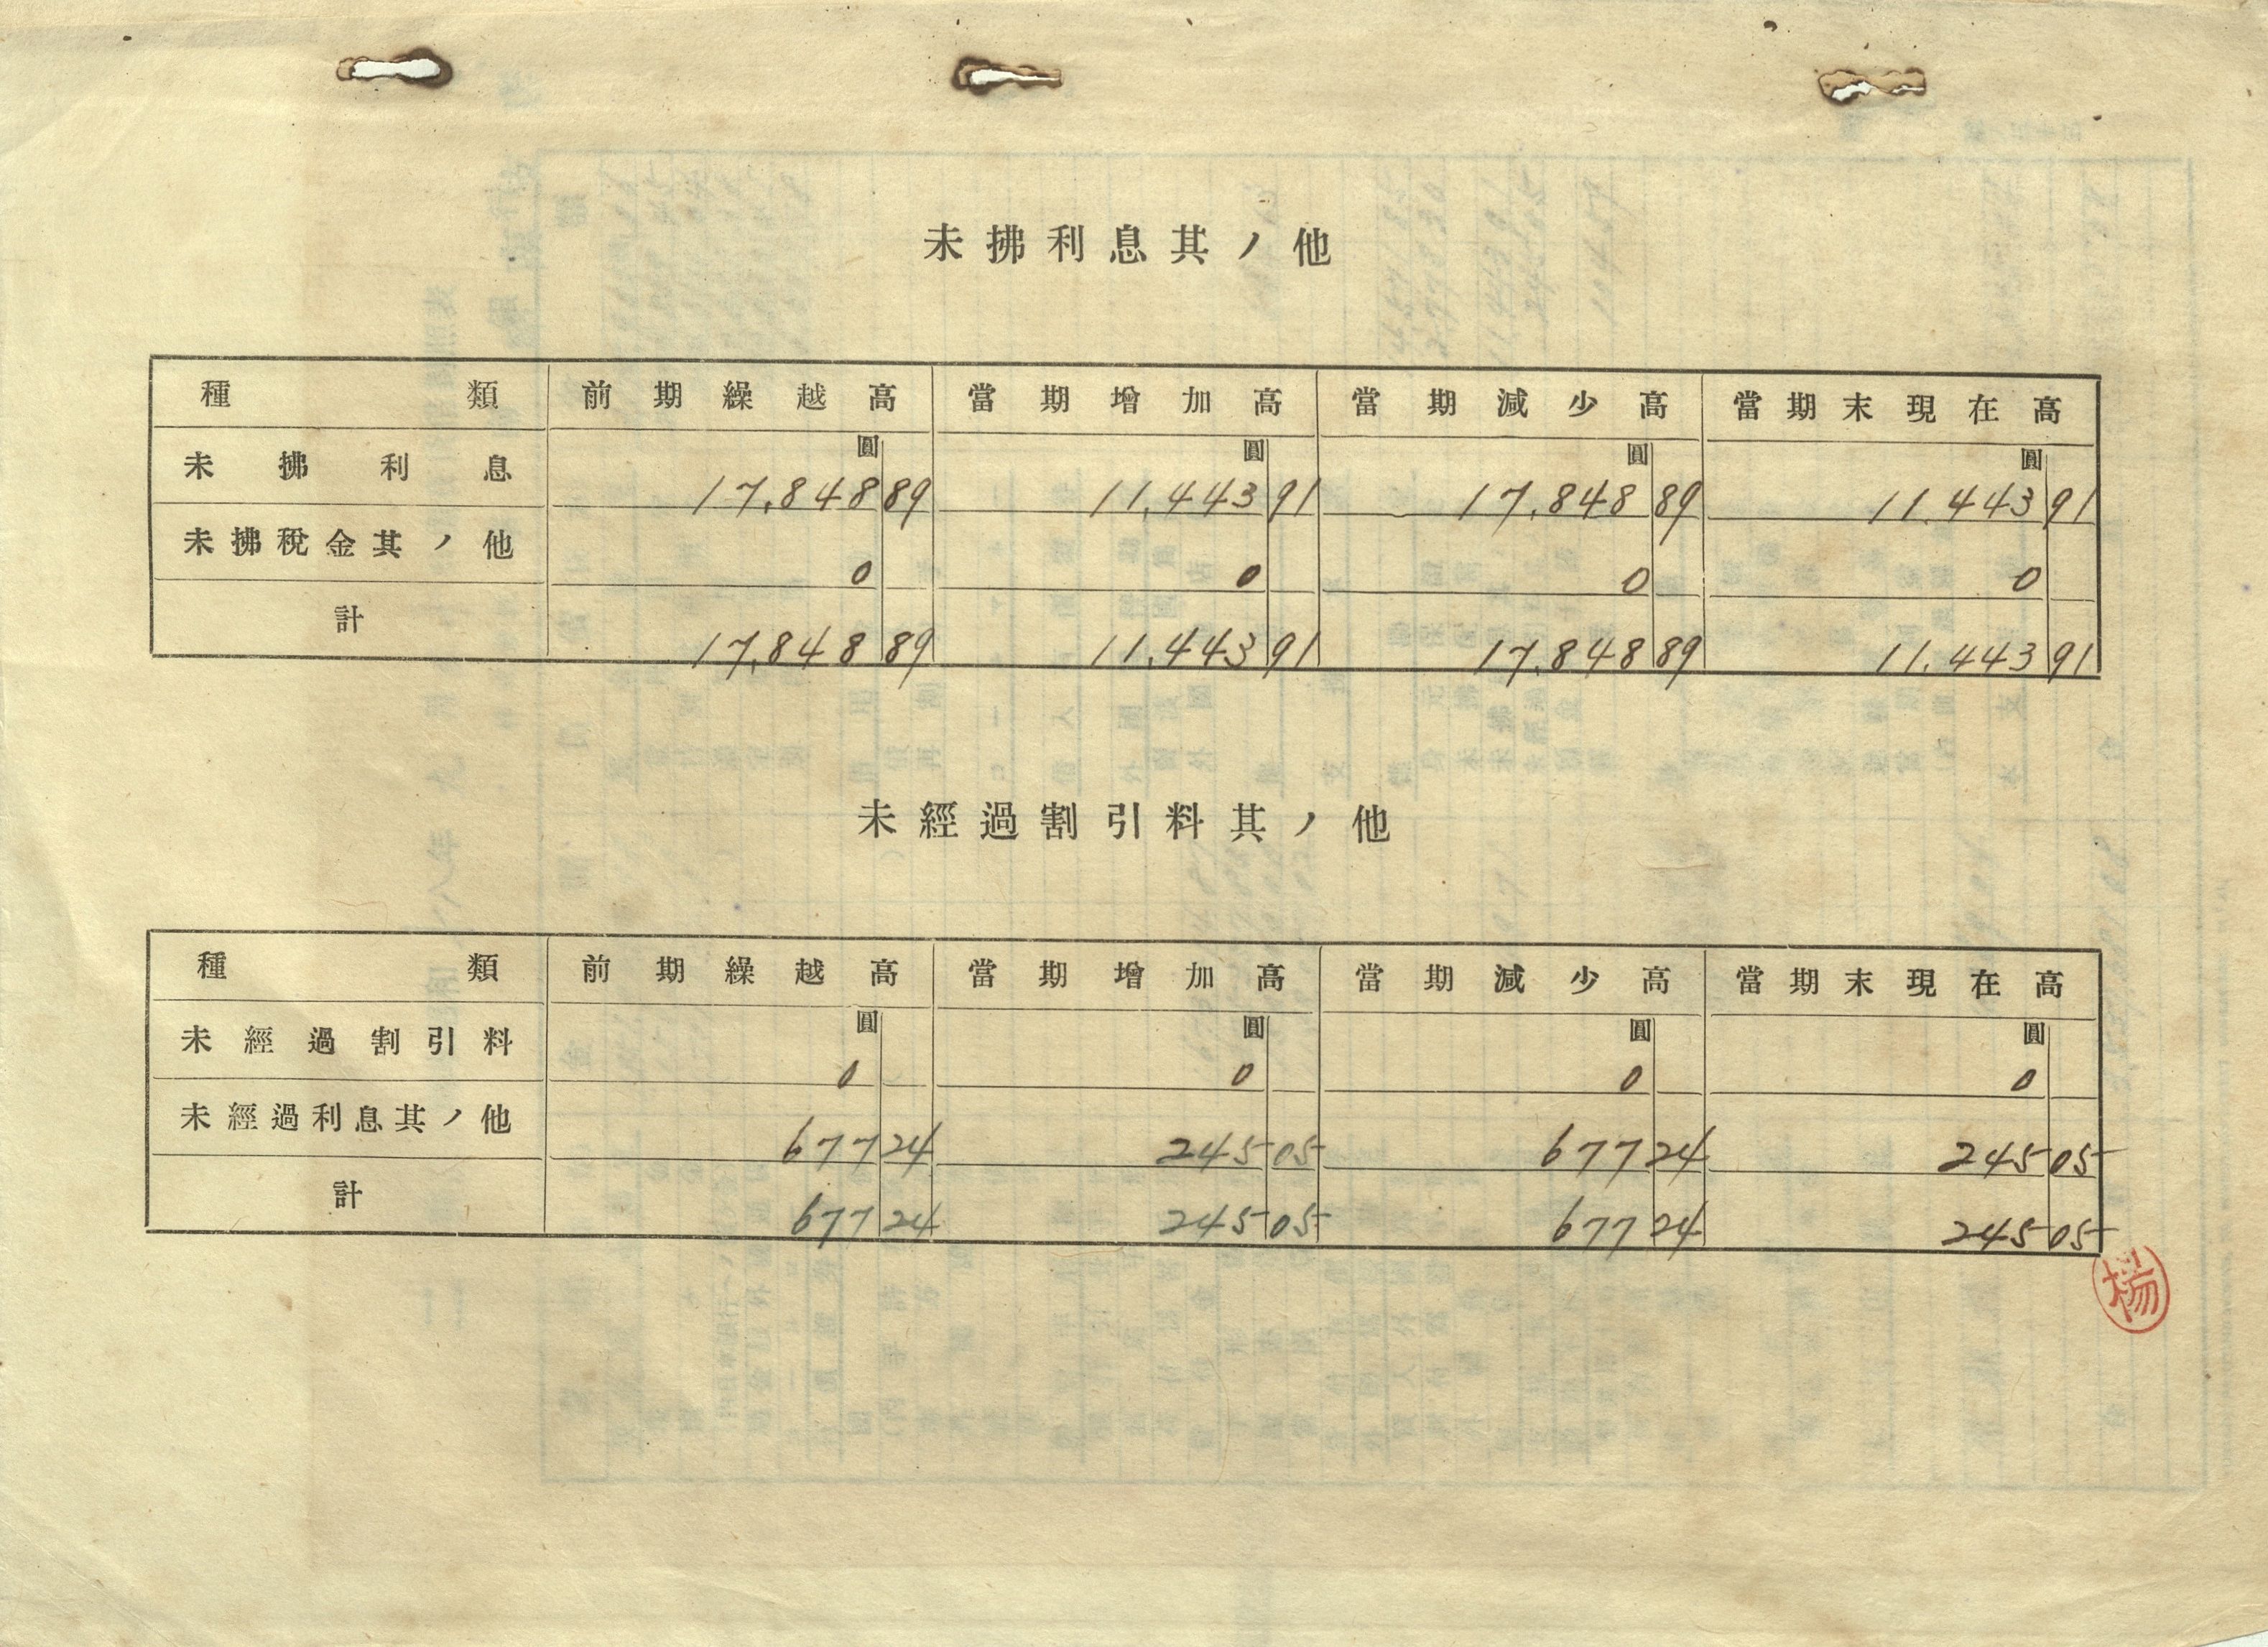 未拂利息其ノ他
種類 前期繰越高 當期增加高 當期減少高 當期末現在高
圓 圓 圓 圓
未拂利息 17,848 89 11,443 91 17,848 89 11,443 91
未拂稅金其ノ他 0 0 0 0
計 17,848 89 11,443 91 17,848 89 11,443 91
未經過割引料其ノ他
種類 前期繰越高 當期增加高 當期減少高 當期末現在高
圓 圓 圓 圓
未經過割引料 0 0 0 0
未經過利息其ノ他 677 24 245 05 677 24 245 05
計 677 24 245 05 677 24 245 05
楊